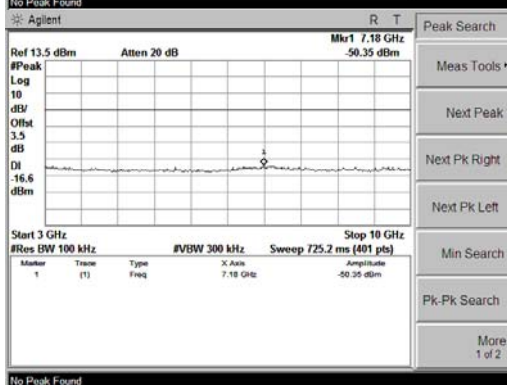 No Peak Found
Agilent
R T
Peak Search
Mkr1 7.18 GHz
Ref 13.5 dBm
Atten 20 dB
-50.35 dBm
#Peak
Log
10
dB/
Offst
3.5
dB
DI
-16.6
dBm
1
Start 3 GHz
Stop 10 GHz
#Res BW 100 kHz
#VBW 300 kHz
Sweep 725.2 ms (401 pts)
Marker Trace Type X Axis Amplitude
1 (1) Freq 7.18 GHz -50.35 dBm
Meas Tools
Next Peak
Next Pk Right
Next Pk Left
Min Search
Pk-Pk Search
More
1 of 2
No Peak Found